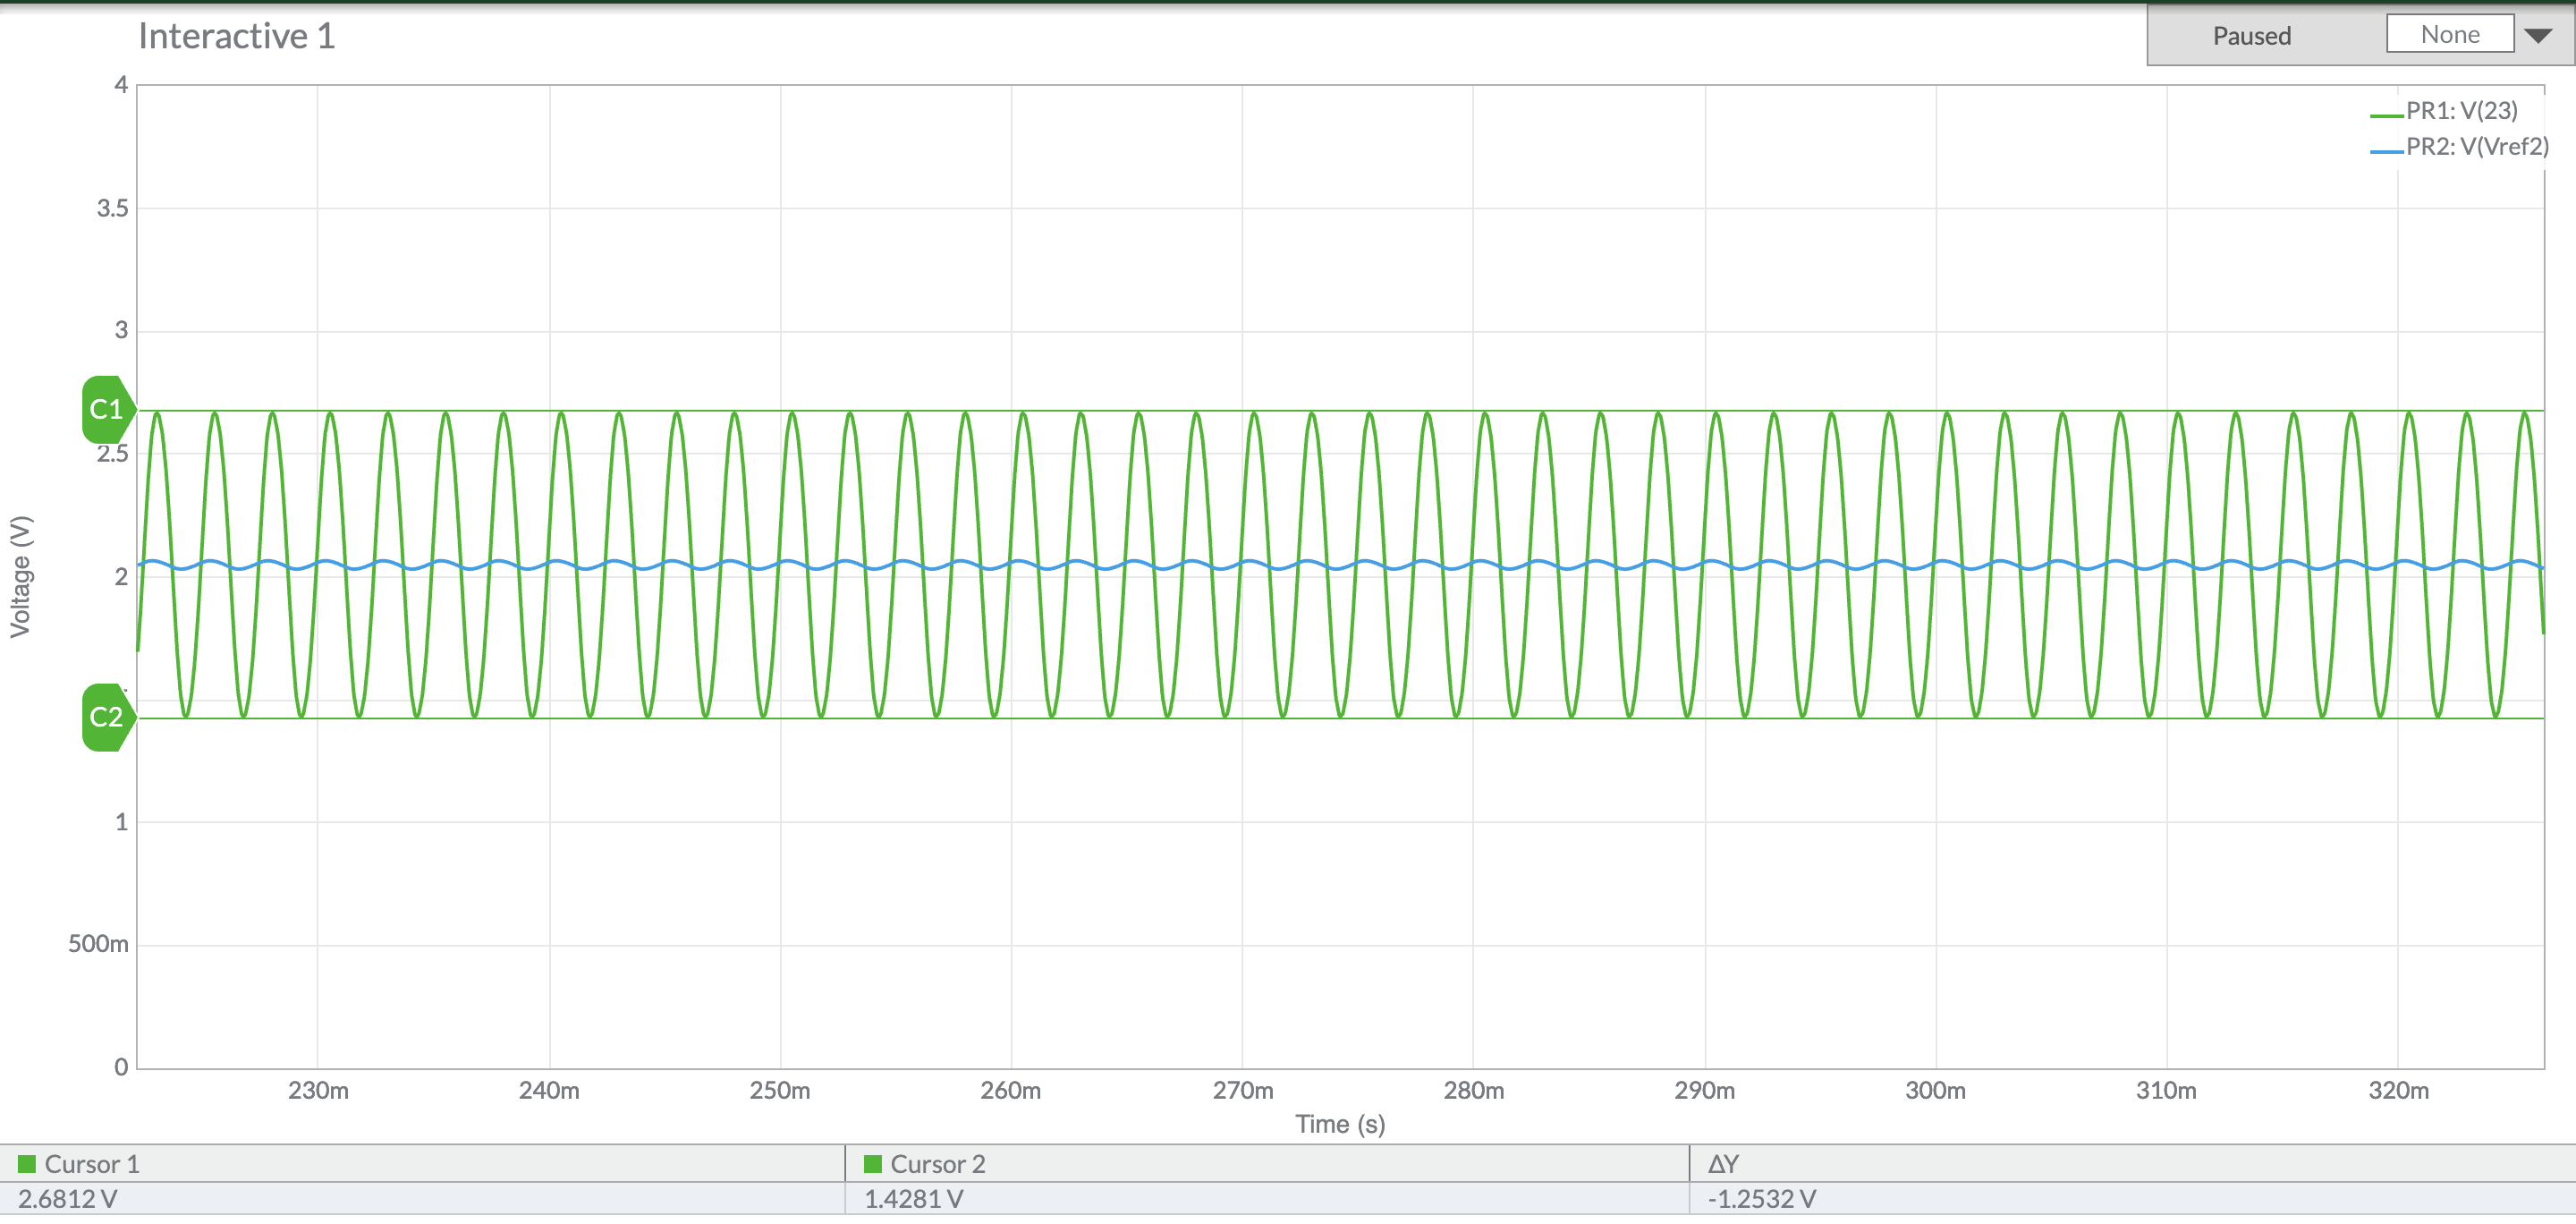 Interactive 1
Paused
None
PR1: V(23)
PR2: V(Vref2)
4
3.5
3
C1
2.5
2
C2
1
500m
0
Voltage (V)
230m 240m 250m 260m 270m 280m 290m 300m 310m 320m
Time (s)
Cursor 1 Cursor 2 ΔY
2.6812 V 1.4281 V -1.2532 V